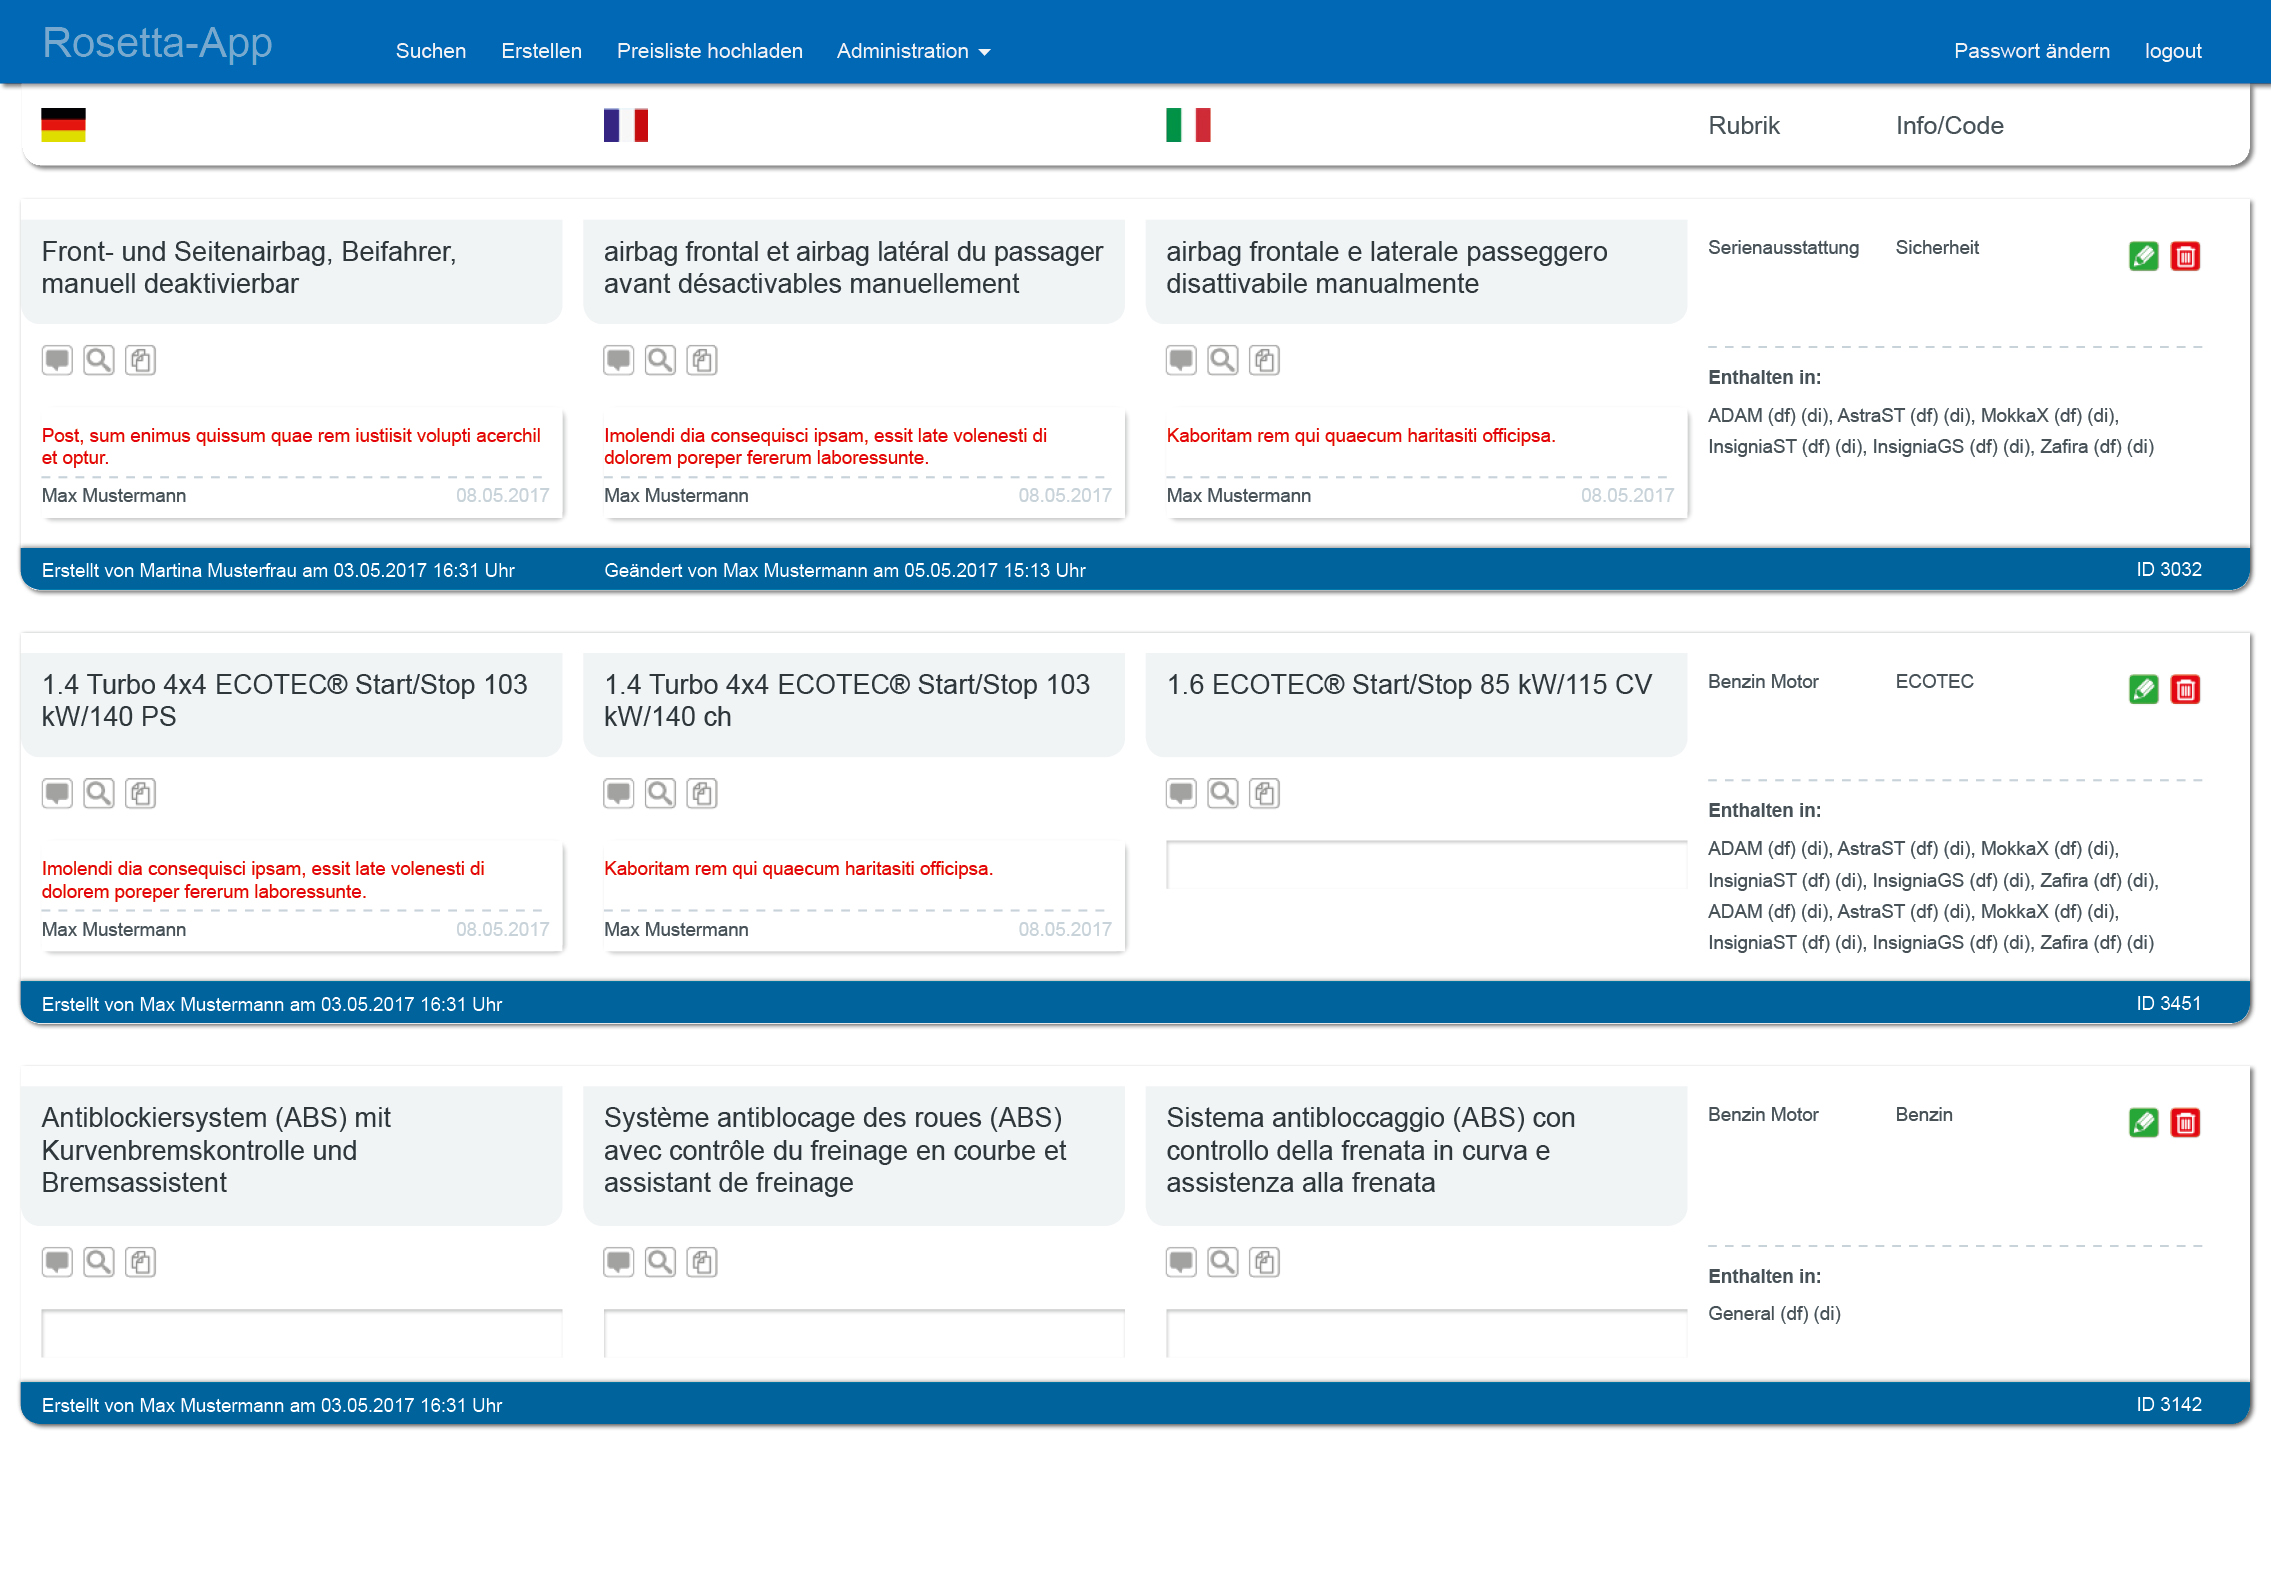 Rosetta-App
Suchen Erstellen Preisliste hochladen Administration
Passwort ändern logout
Rubrik Info/Code
Front- und Seitenairbag, Beifahrer,
manuell deaktivierbar
airbag frontal et airbag latéral du passager
avant désactivables manuellement
airbag frontale e laterale passeggero
disattivabile manualmente
Serienausstattung Sicherheit
Post, sum enimus quissum quae rem iustiisit volupti acerchil
et optur.
Max Mustermann 08.05.2017
Imolendi dia consequisci ipsam, essit late volenesti di
dolorem poreper fererum laboressunte.
Max Mustermann 08.05.2017
Kaboritam rem qui quaecum haritasiti officipsa.
Max Mustermann 08.05.2017
Enthalten in:
ADAM (df) (di), AstraST (df) (di), MokkaX (df) (di),
InsigniaST (df) (di), InsigniaGS (df) (di), Zafira (df) (di)
Erstellt von Martina Musterfrau am 03.05.2017 16:31 Uhr
Geändert von Max Mustermann am 05.05.2017 15:13 Uhr
ID 3032
1.4 Turbo 4x4 ECOTEC® Start/Stop 103
kW/140 PS
1.4 Turbo 4x4 ECOTEC® Start/Stop 103
kW/140 ch
1.6 ECOTEC® Start/Stop 85 kW/115 CV
Benzin Motor ECOTEC
Imolendi dia consequisci ipsam, essit late volenesti di
dolorem poreper fererum laboressunte.
Max Mustermann 08.05.2017
Kaboritam rem qui quaecum haritasiti officipsa.
Max Mustermann 08.05.2017
Enthalten in:
ADAM (df) (di), AstraST (df) (di), MokkaX (df) (di),
InsigniaST (df) (di), InsigniaGS (df) (di), Zafira (df) (di),
ADAM (df) (di), AstraST (df) (di), MokkaX (df) (di),
InsigniaST (df) (di), InsigniaGS (df) (di), Zafira (df) (di)
Erstellt von Max Mustermann am 03.05.2017 16:31 Uhr
ID 3451
Antiblockiersystem (ABS) mit
Kurvenbremskontrolle und
Bremsassistent
Système antiblocage des roues (ABS)
avec contrôle du freinage en courbe et
assistant de freinage
Sistema antibloccaggio (ABS) con
controllo della frenata in curva e
assistenza alla frenata
Benzin Motor Benzin
Enthalten in:
General (df) (di)
Erstellt von Max Mustermann am 03.05.2017 16:31 Uhr
ID 3142